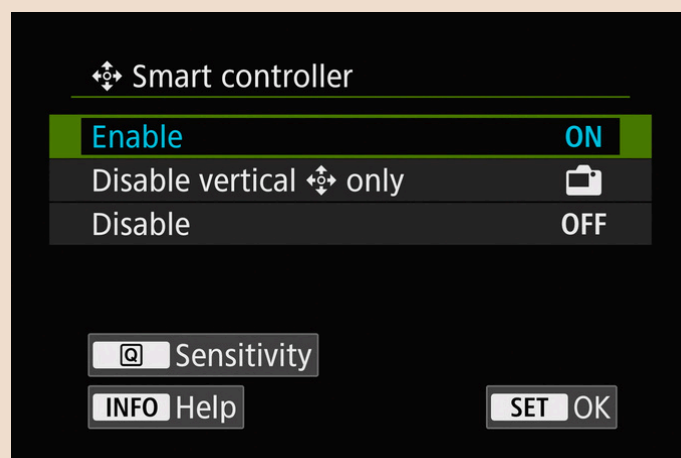 Smart controller
Enable ON
Disable vertical only
Disable OFF
Q Sensitivity
INFO Help
SET OK